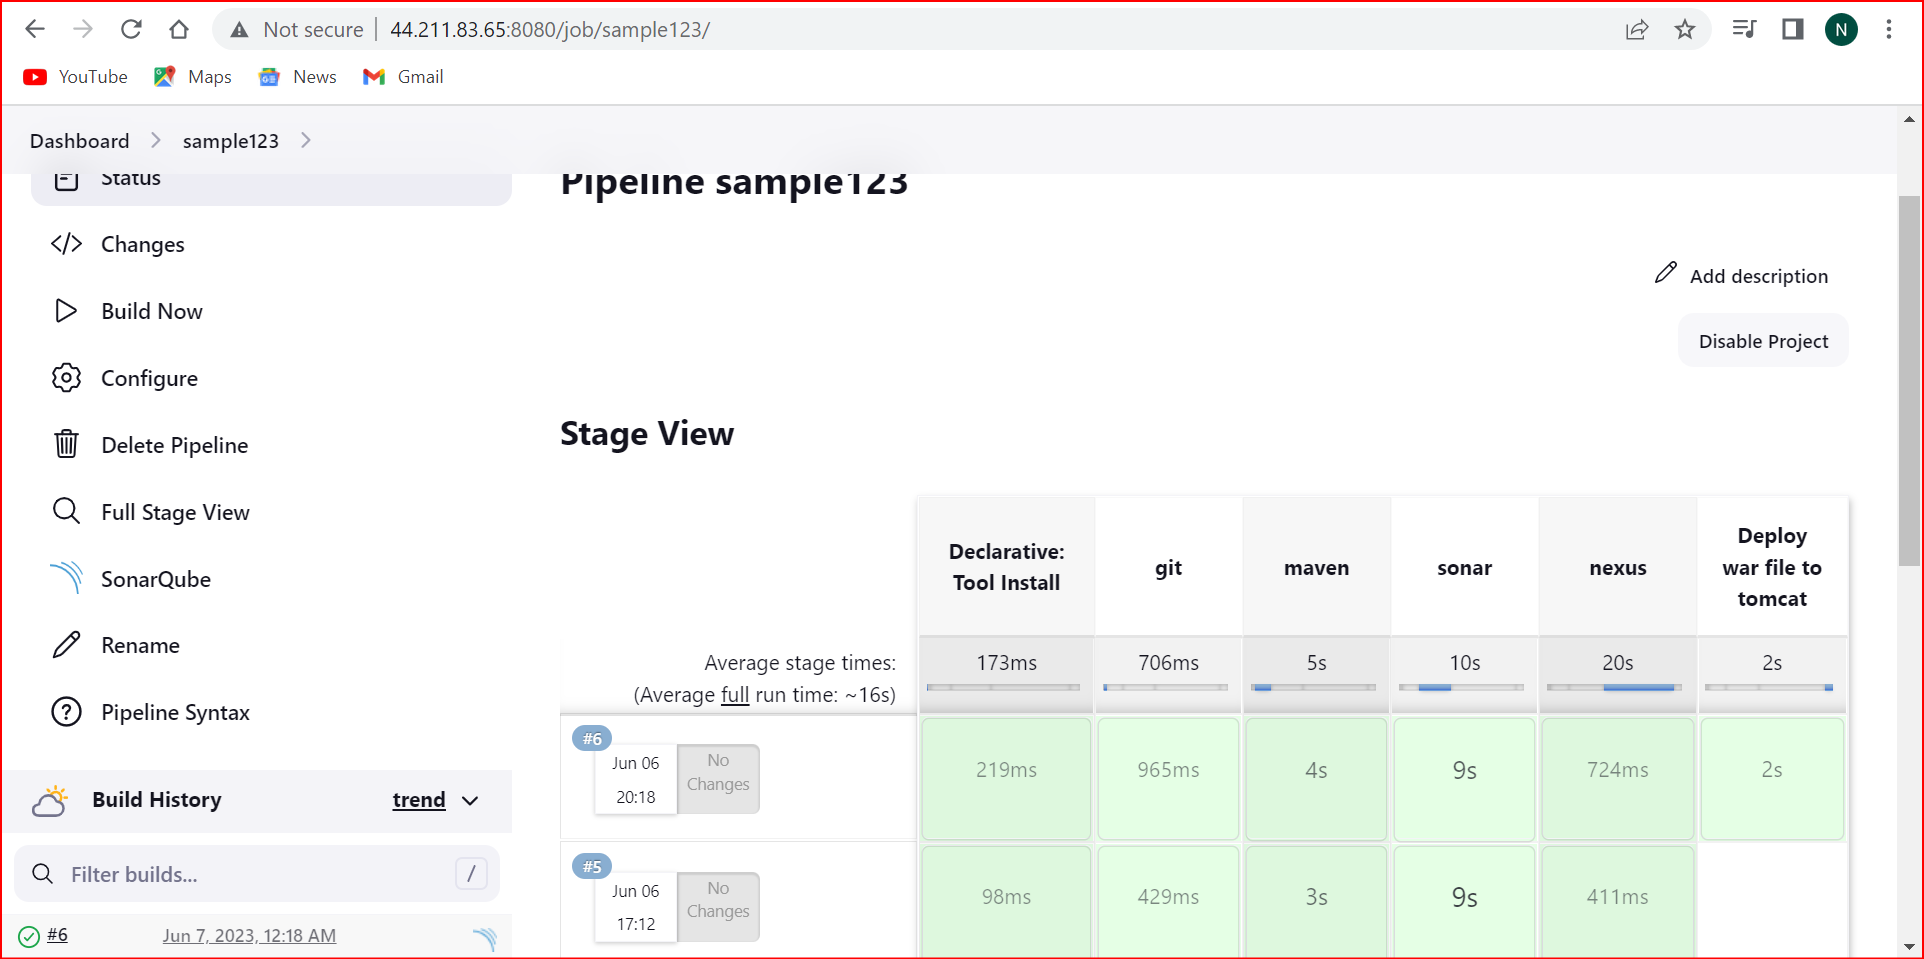 Not secure 44.211.83.65:8080/job/sample123/
N
YouTube Maps News Gmail
Dashboard sample123
Status
Changes
Build Now
Configure
Delete Pipeline
Full Stage View
SonarQube
Rename
Pipeline Syntax
Build History trend
Filter builds... /
#6 Jun 7, 2023, 12:18 AM
Pipeline sample123
Add description
Disable Project
Stage View
Declarative:
Tool Install
git
maven
sonar
nexus
Deploy
war file to
tomcat
Average stage times:
(Average full run time: ~16s)
173ms 706ms 5s 10s 20s 2s
#6
Jun 06
20:18
No
Changes
219ms 965ms 4s 9s 724ms 2s
#5
Jun 06
17:12
No
Changes
98ms 429ms 3s 9s 411ms